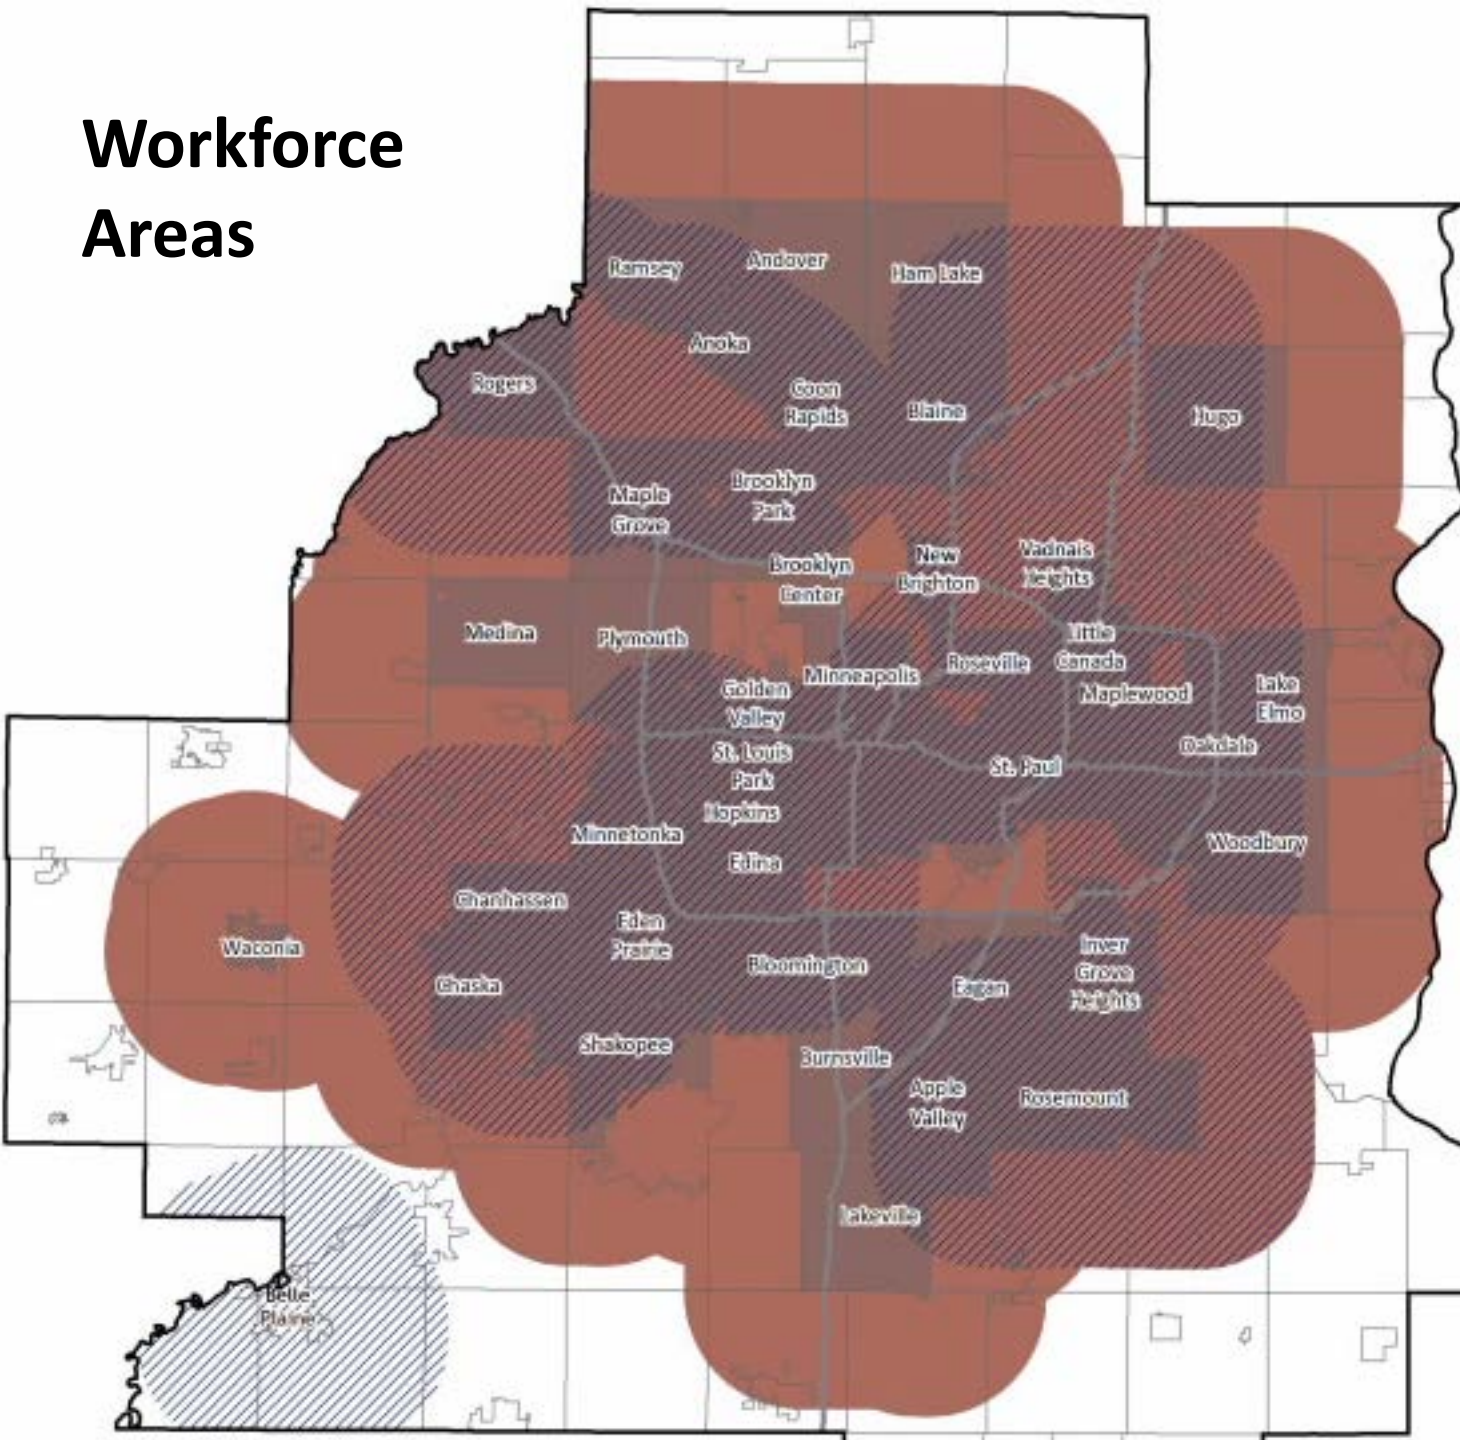 Workforce
Areas
Ramsey
Andover
Ham Lake
Anoka
Rogers
Coon
Rapids
Blaine
Hugo
Maple
Grove
Brooklyn
Park
New
Brighton
Vadnais
Heights
Brooklyn
Center
Medina
Plymouth
Minneapolis
Roseville
Little
Canada
Maplewood
Lake
Elmo
Golden
Valley
Oakdale
St. Louis
Park
St. Paul
Hopkins
Minnetonka
Edina
Woodbury
Chanhassen
Eden
Prairie
Waconia
Bloomington
Inver
Grove
Heights
Chaska
Eagan
Shakopee
Burnsville
Apple
Valley
Rosemount
Lakeville
Belle
Plaine